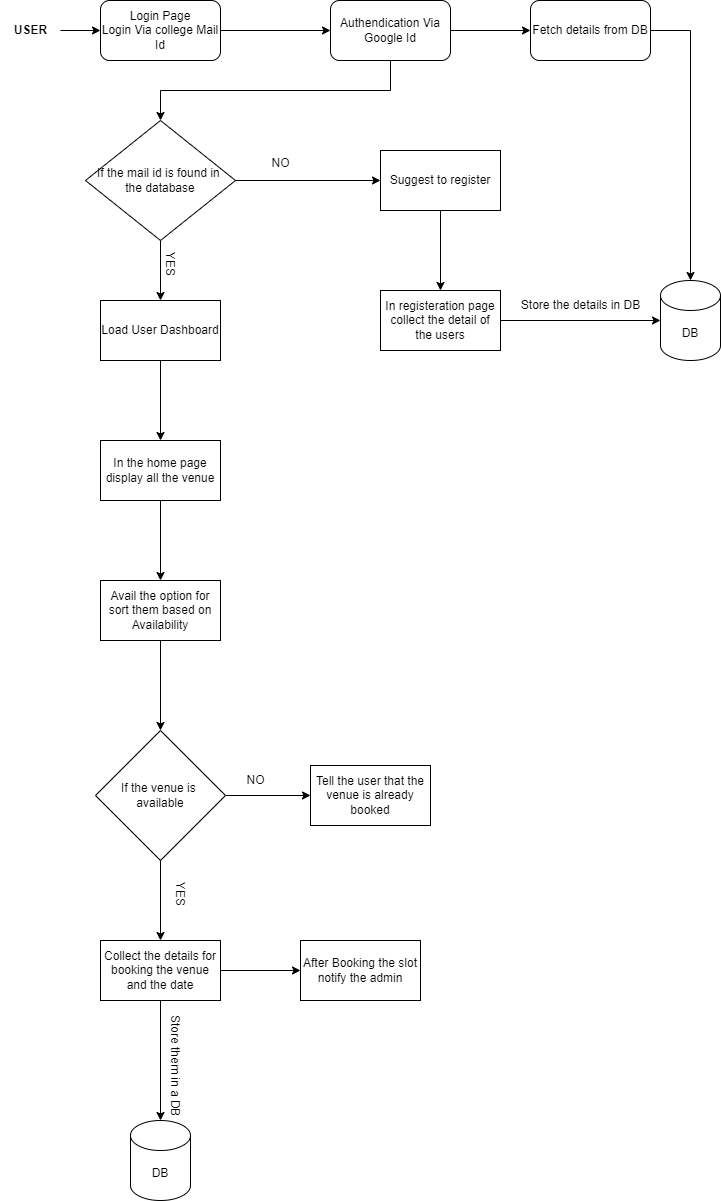 USER
Login Page
Login Via college Mail
Id
Authendication Via
Google Id
Fetch details from DB
If the mail id is found in
the database
NO
Suggest to register
YES
Load User Dashboard
In registeration page
collect the detail of
the users
Store the details in DB
DB
In the home page
display all the venue
Avail the option for
sort them based on
Availability
If the venue is
available
NO
Tell the user that the
venue is already
booked
YES
Collect the details for
booking the venue
and the date
After Booking the slot
notify the admin
Store them in a DB
DB